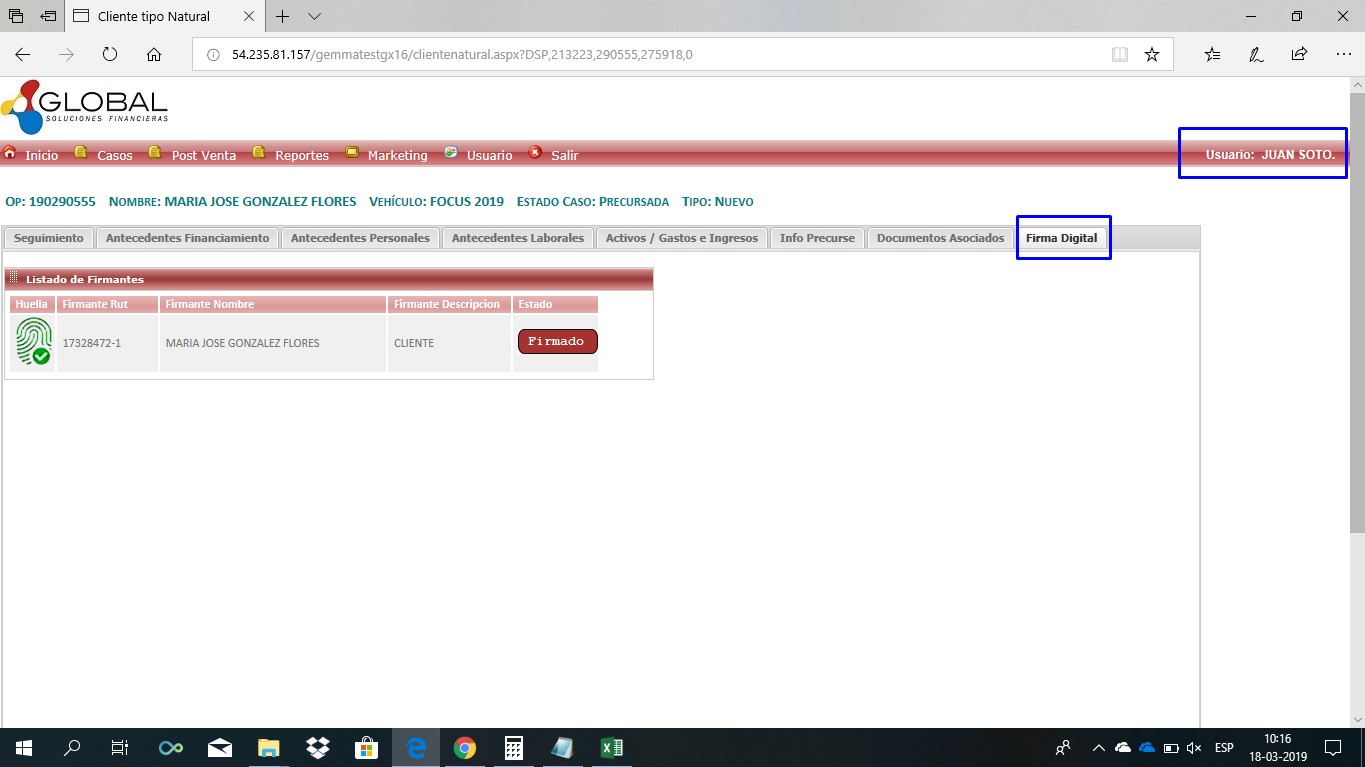 Cliente tipo Natural
54.235.81.157/gemmatestgx16/clientenatural.aspx?DSP,213223,290555,275918,0
GLOBAL
SOLUCIONES FINANCIERAS
Inicio Casos Post Venta Reportes Marketing Usuario Salir Usuario: JUAN SOTO.
OP: 190290555 NOMBRE: MARIA JOSE GONZALEZ FLORES VEHÍCULO: FOCUS 2019 ESTADO CASO: PRECURSADA TIPO: NUEVO
Seguimiento Antecedentes Financiamiento Antecedentes Personales Antecedentes Laborales Activos / Gastos e Ingresos Info Precurse Documentos Asociados Firma Digital
Listado de Firmantes
Huella Firmante Rut Firmante Nombre Firmante Descripcion Estado
17328472-1 MARIA JOSE GONZALEZ FLORES CLIENTE Firmado
ESP 10:16
18-03-2019